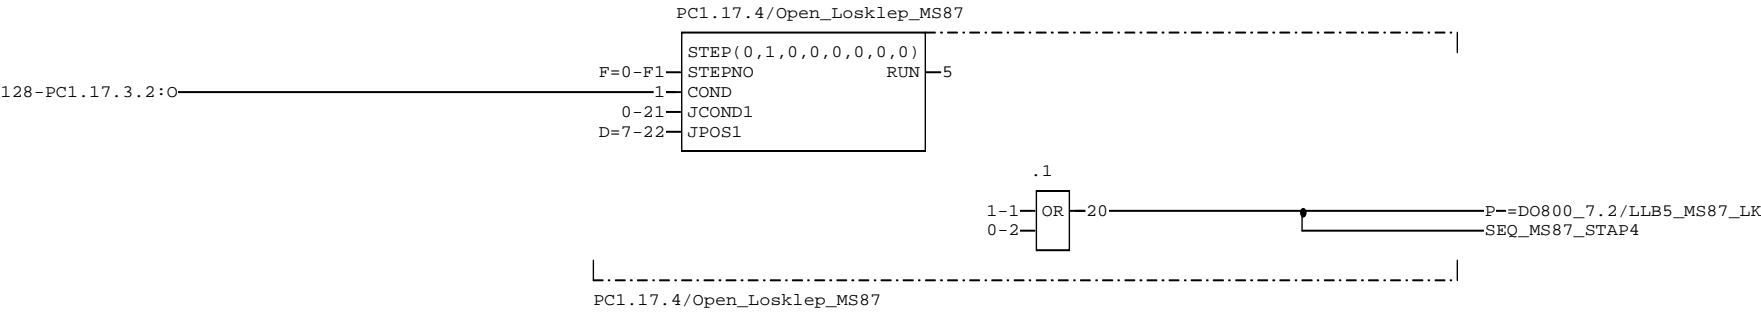 PC1.17.4/Open_Losklep_MS87
STEP(0,1,0,0,0,0,0,0)
F=0-F1 STEPNO RUN 5
128-PC1.17.3.2:O 1 COND
0-21 JCOND1
D=7-22 JPOS1
.1
1-1 OR 20 P-=DO800_7.2/LLB5_MS87_LK
0-2 SEQ_MS87_STAP4
PC1.17.4/Open_Losklep_MS87